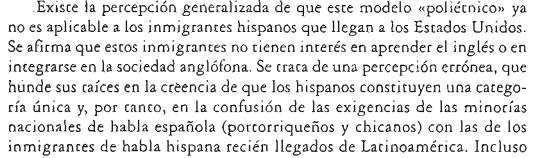 Existe la percepción generalizada de que este modelo «poliétnico» ya
no es aplicable a los inmigrantes hispanos que llegan a los Estados Unidos.
Se afirma que estos inmigrantes no tienen interés en aprender el inglés o en
integrarse en la sociedad anglófona. Se trata de una percepción errónea, que
hunde sus raíces en la creencia de que los hispanos constituyen una catego-
ría única y, por tanto, en la confusión de las exigencias de las minorías
nacionales de habla española (portorriqueños y chicanos) con las de los
inmigrantes de habla hispana recién llegados de Latinoamérica. Incluso